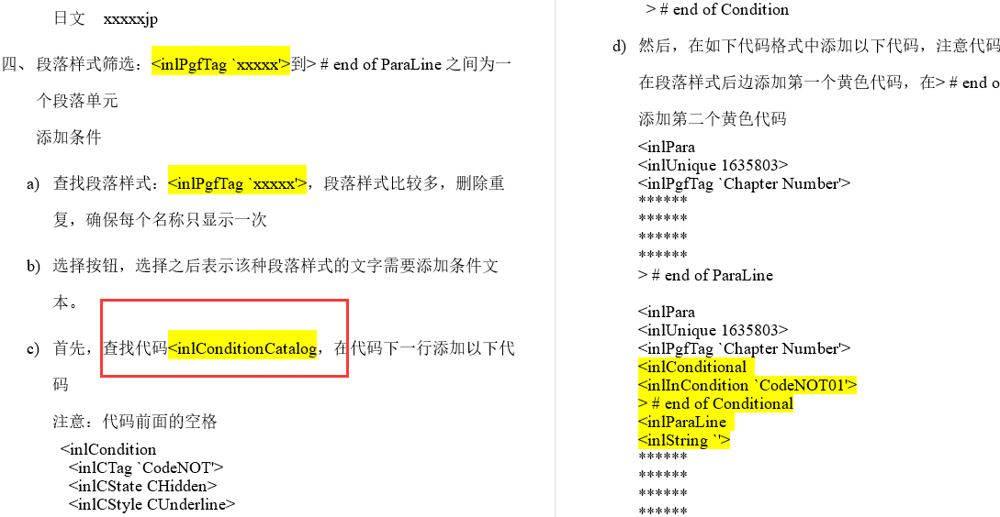 日文 xxxxxjp
四、段落样式筛选：<inlPgfTag `xxxxx'>到> # end of ParaLine 之间为一
个段落单元
添加条件
a) 查找段落样式：<inlPgfTag `xxxxx'>，段落样式比较多，删除重
复，确保每个名称只显示一次
b) 选择按钮，选择之后表示该种段落样式的文字需要添加条件文
本。
c) 首先，查找代码<inlConditionCatalog，在代码下一行添加以下代
码
注意：代码前面的空格
<inlCondition
<inlCTag `CodeNOT'>
<inlCState CHidden>
<inlCStyle CUnderline>
> # end of Condition
d) 然后，在如下代码格式中添加以下代码，注意代码
在段落样式后边添加第一个黄色代码，在> # end o
添加第二个黄色代码
<inlPara
<inlUnique 1635803>
<inlPgfTag `Chapter Number'>
******
******
******
******
> # end of ParaLine
<inlPara
<inlUnique 1635803>
<inlPgfTag `Chapter Number'>
<inlConditional
<inlInCondition `CodeNOT01'>
> # end of Conditional
<inlParaLine
<inlString `'>
******
******
******
******